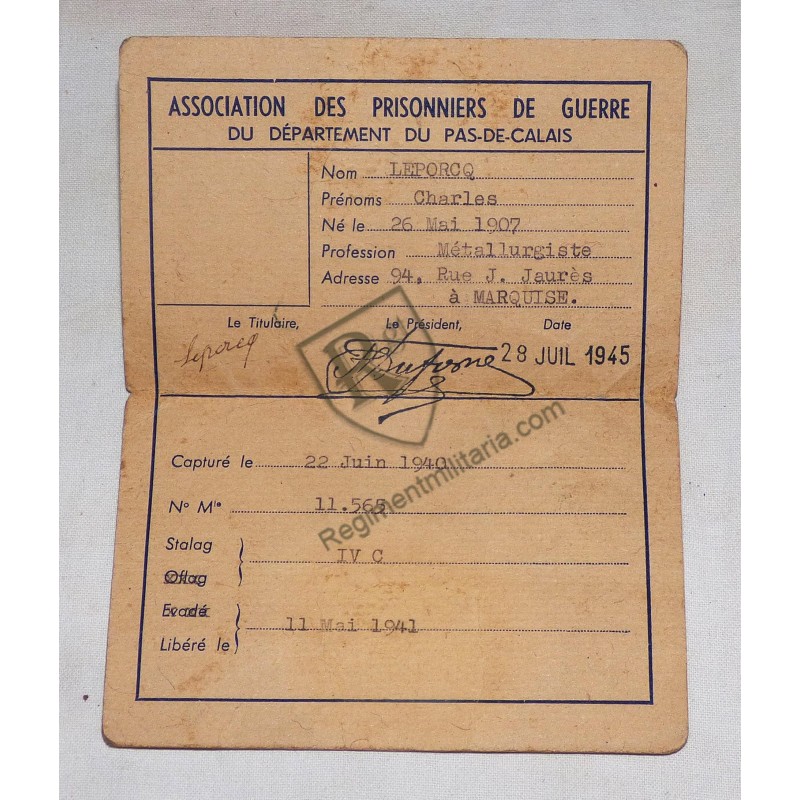 ASSOCIATION DES PRISONNIERS DE GUERRE
DU DÉPARTEMENT DU PAS-DE-CALAIS
Nom LEPORCQ
Prénoms Charles
Né le 26 Mai 1907
Profession Métallurgiste
Adresse 94, Rue J. Jaurès
à MARQUISE.
Le Titulaire, Le Président, Date
Leporcq 28 JUIL 1945
Capturé le 22 Juin 1940
No Mle 11.565
Stalag
IV C
Oflag
Evadé
11 Mai 1941
Libéré le
Regimentmilitaria.com